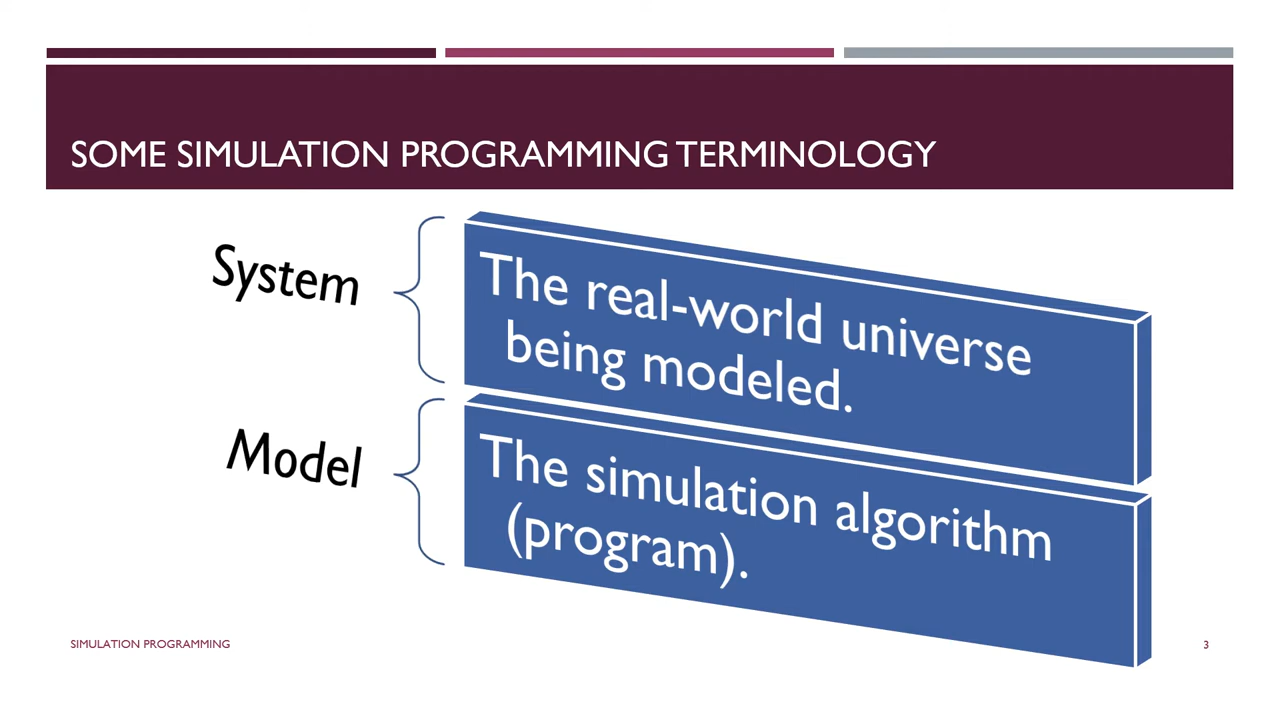 SOME SIMULATION PROGRAMMING TERMINOLOGY
System
The real-world universe
being modeled.
Model
The simulation algorithm
(program).
SIMULATION PROGRAMMING
3